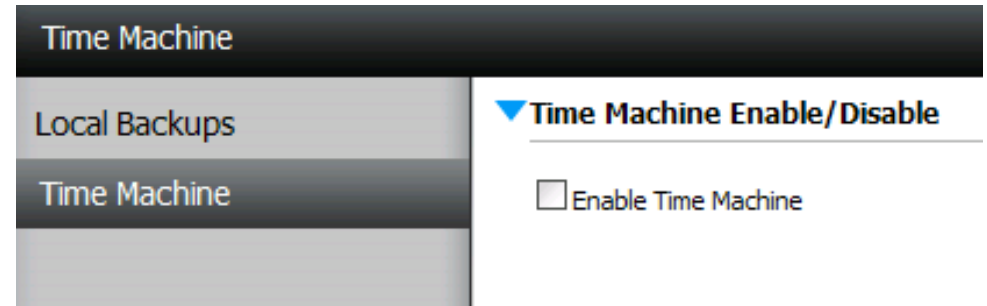 Time Machine
Local Backups
Time Machine
Time Machine Enable/Disable
Enable Time Machine